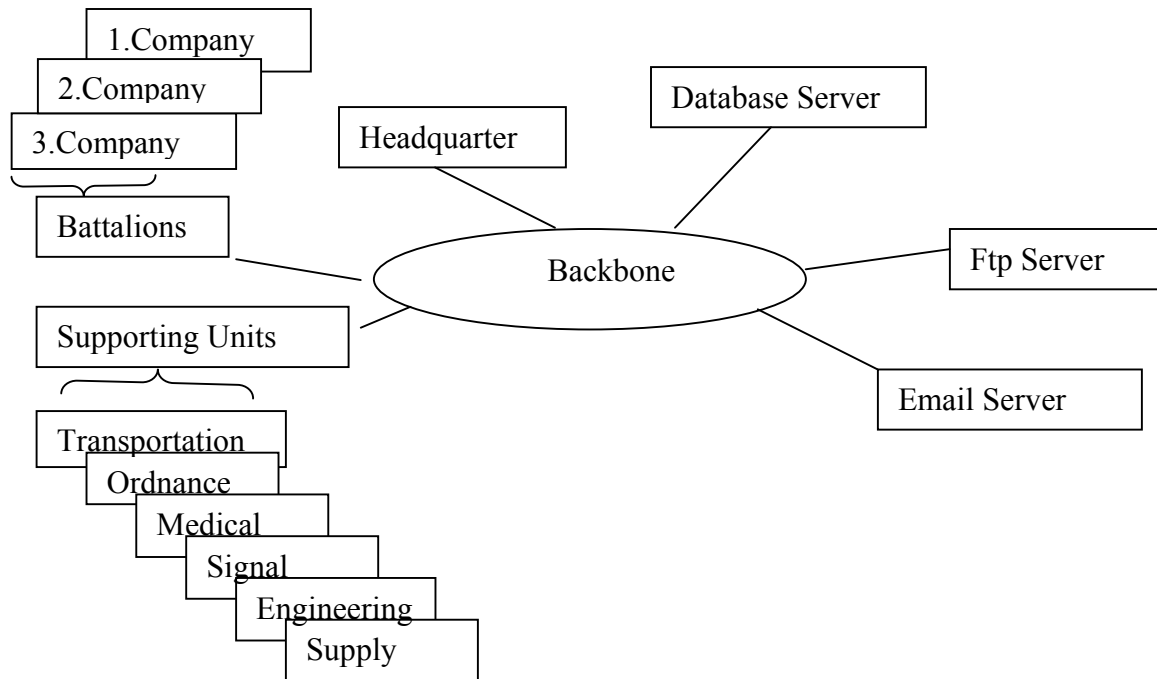 1.Company
2.Company
3.Company
Battalions
Headquarter
Database Server
Backbone
Ftp Server
Email Server
Supporting Units
Transportation
Ordnance
Medical
Signal
Engineering
Supply